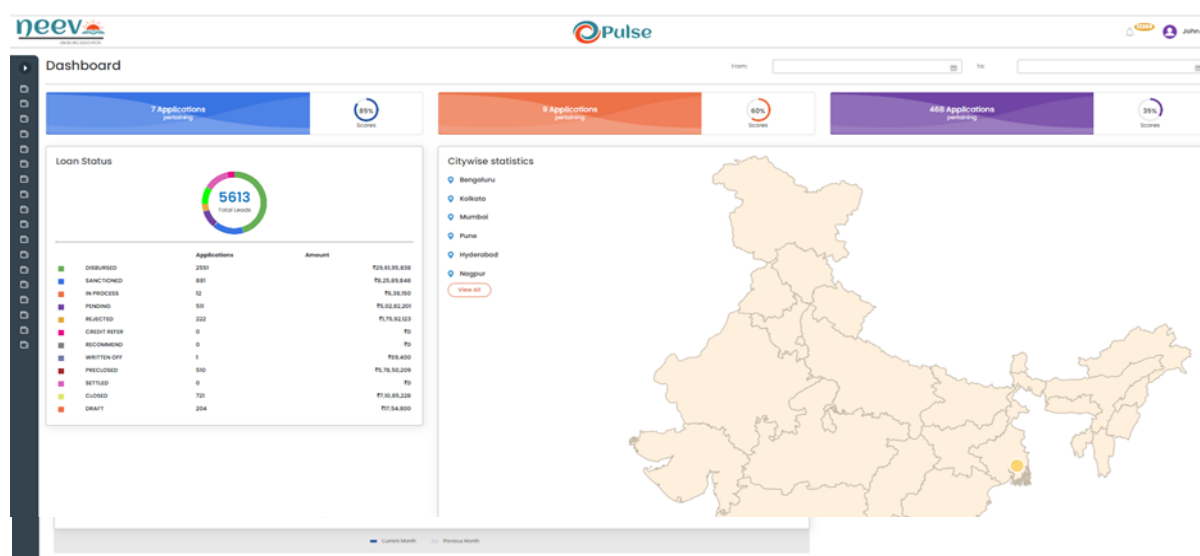 neev
Pulse
John
Dashboard
From:
To:
7 Applications
pertaining
85%
Scores
9 Applications
pertaining
60%
Scores
468 Applications
pertaining
35%
Scores
Loan Status
5613
Total Leads
Applications Amount
DISBURSED 2551 ₹29,61,95,838
SANCTIONED 881 ₹8,25,89,848
IN PROCESS 12 ₹5,38,150
PENDING 511 ₹5,02,82,201
REJECTED 222 ₹1,75,92,123
CREDIT REFER 0 ₹0
RECOMMEND 0 ₹0
WRITTEN OFF 1 ₹69,400
PRECLOSED 510 ₹5,78,50,209
SETTLED 0 ₹0
CLOSED 721 ₹7,10,85,228
DRAFT 204 ₹17,54,800
Citywise statistics
Bengaluru
Kolkata
Mumbai
Pune
Hyderabad
Nagpur
View All
Current Month Previous Month